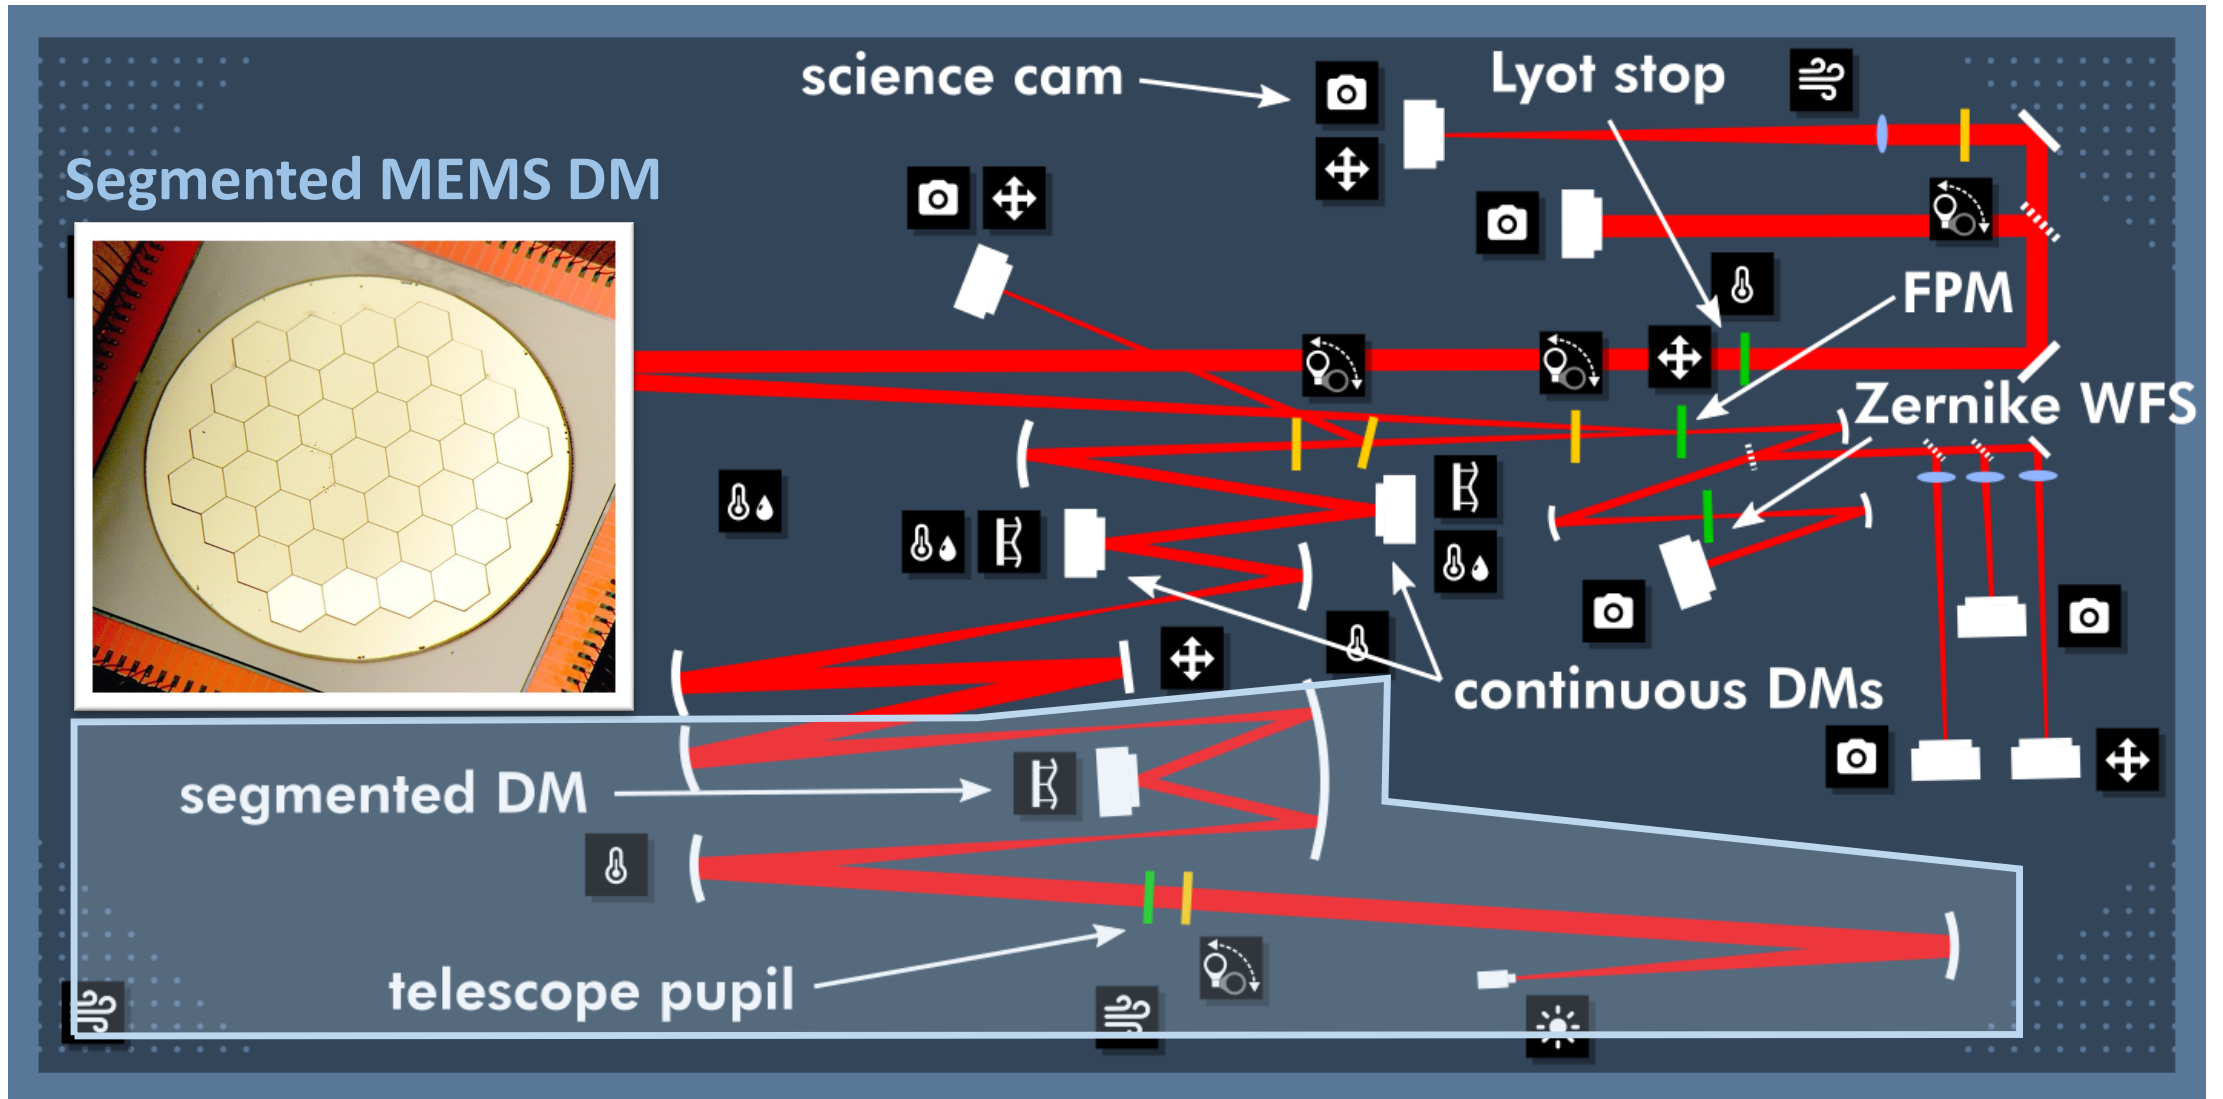 science cam
Lyot stop
Segmented MEMS DM
FPM
Zernike WFS
continuous DMs
segmented DM
telescope pupil